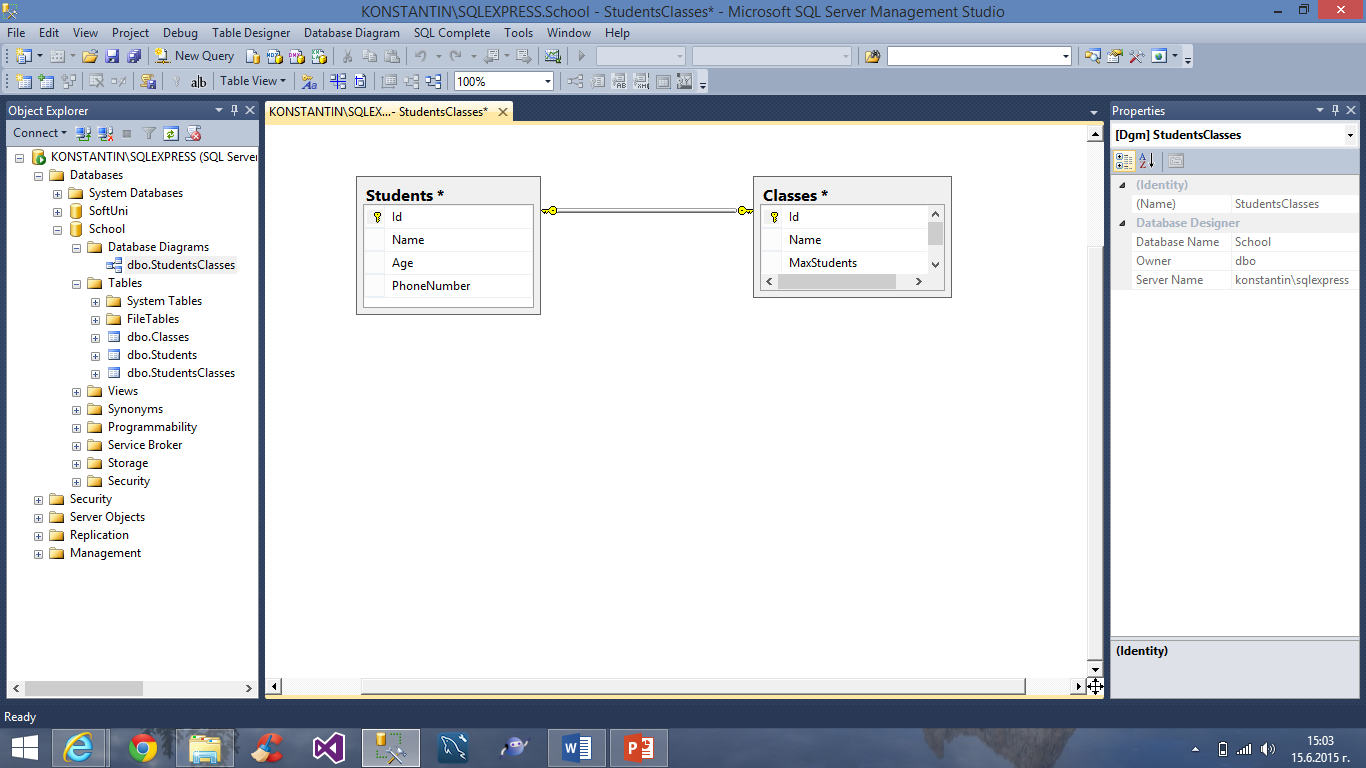 KONSTANTIN\SQLEXPRESS.School - StudentsClasses* - Microsoft SQL Server Management Studio
File Edit View Project Debug Table Designer Database Diagram SQL Complete Tools Window Help
New Query
ab Table View 100%
Object Explorer
Connect
KONSTANTIN\SQLEXPRESS (SQL Server
Databases
System Databases
SoftUni
School
Database Diagrams
dbo.StudentsClasses
Tables
System Tables
FileTables
dbo.Classes
dbo.Students
dbo.StudentsClasses
Views
Synonyms
Programmability
Service Broker
Storage
Security
Security
Server Objects
Replication
Management
KONSTANTIN\SQLEX...- StudentsClasses*
Students *
Id
Name
Age
PhoneNumber
Classes *
Id
Name
MaxStudents
Properties
[Dgm] StudentsClasses
(Identity)
(Name) StudentsClasses
Database Designer
Database Name School
Owner dbo
Server Name konstantin\sqlexpress
(Identity)
Ready
15:03
15.6.2015 г.